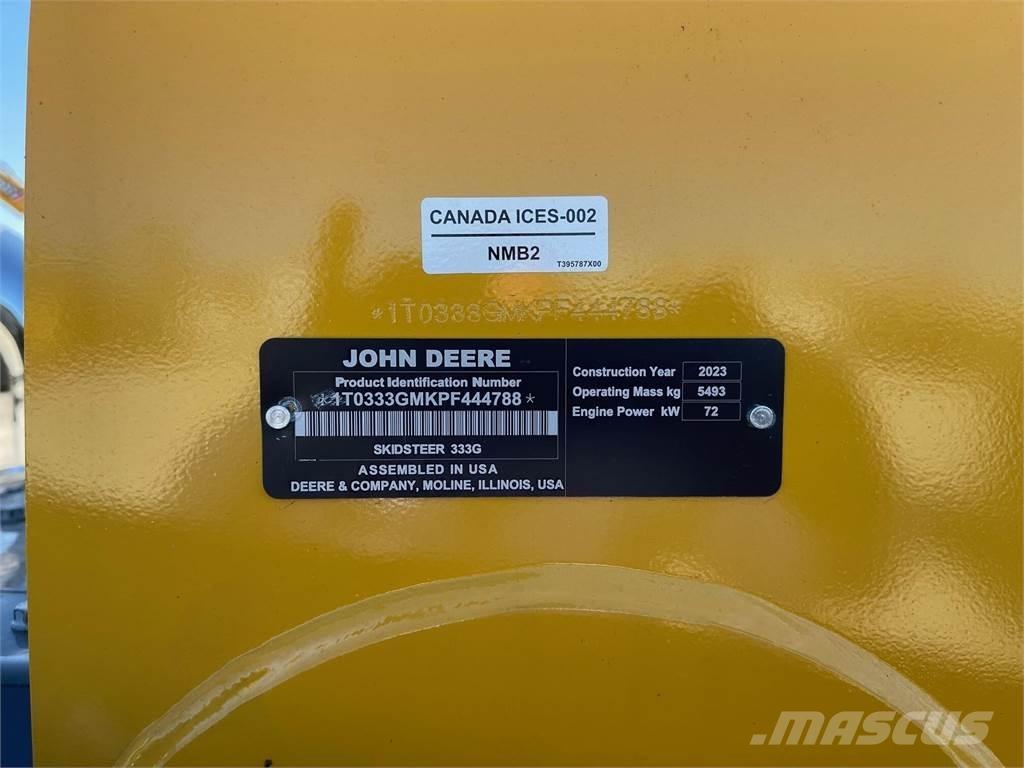 CANADA ICES-002
NMB2
T395787X00
*1T0333GMKPF444788*
JOHN DEERE
Product Identification Number
*1T0333GMKPF444788*
SKIDSTEER 333G
ASSEMBLED IN USA
DEERE & COMPANY, MOLINE, ILLINOIS, USA
Construction Year 2023
Operating Mass kg 5493
Engine Power kW 72
MASCUS